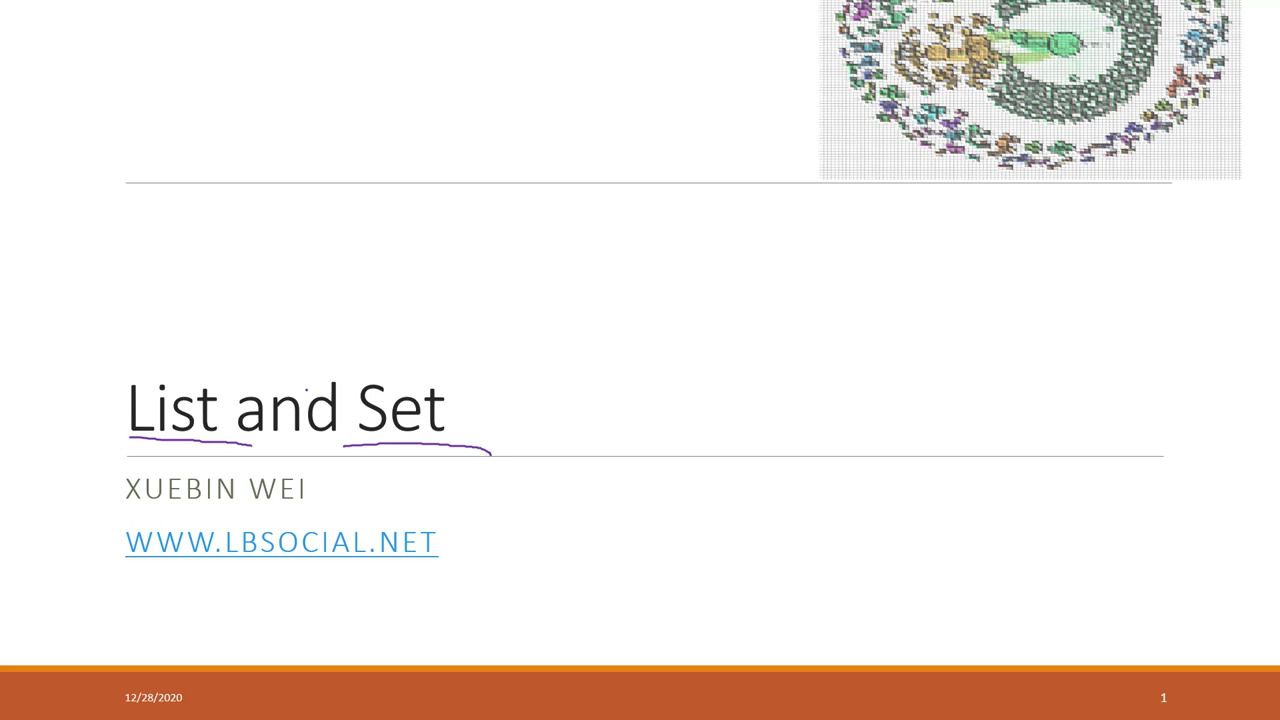 List and Set
XUEBIN WEI
WWW.LBSOCIAL.NET
12/28/2020
1